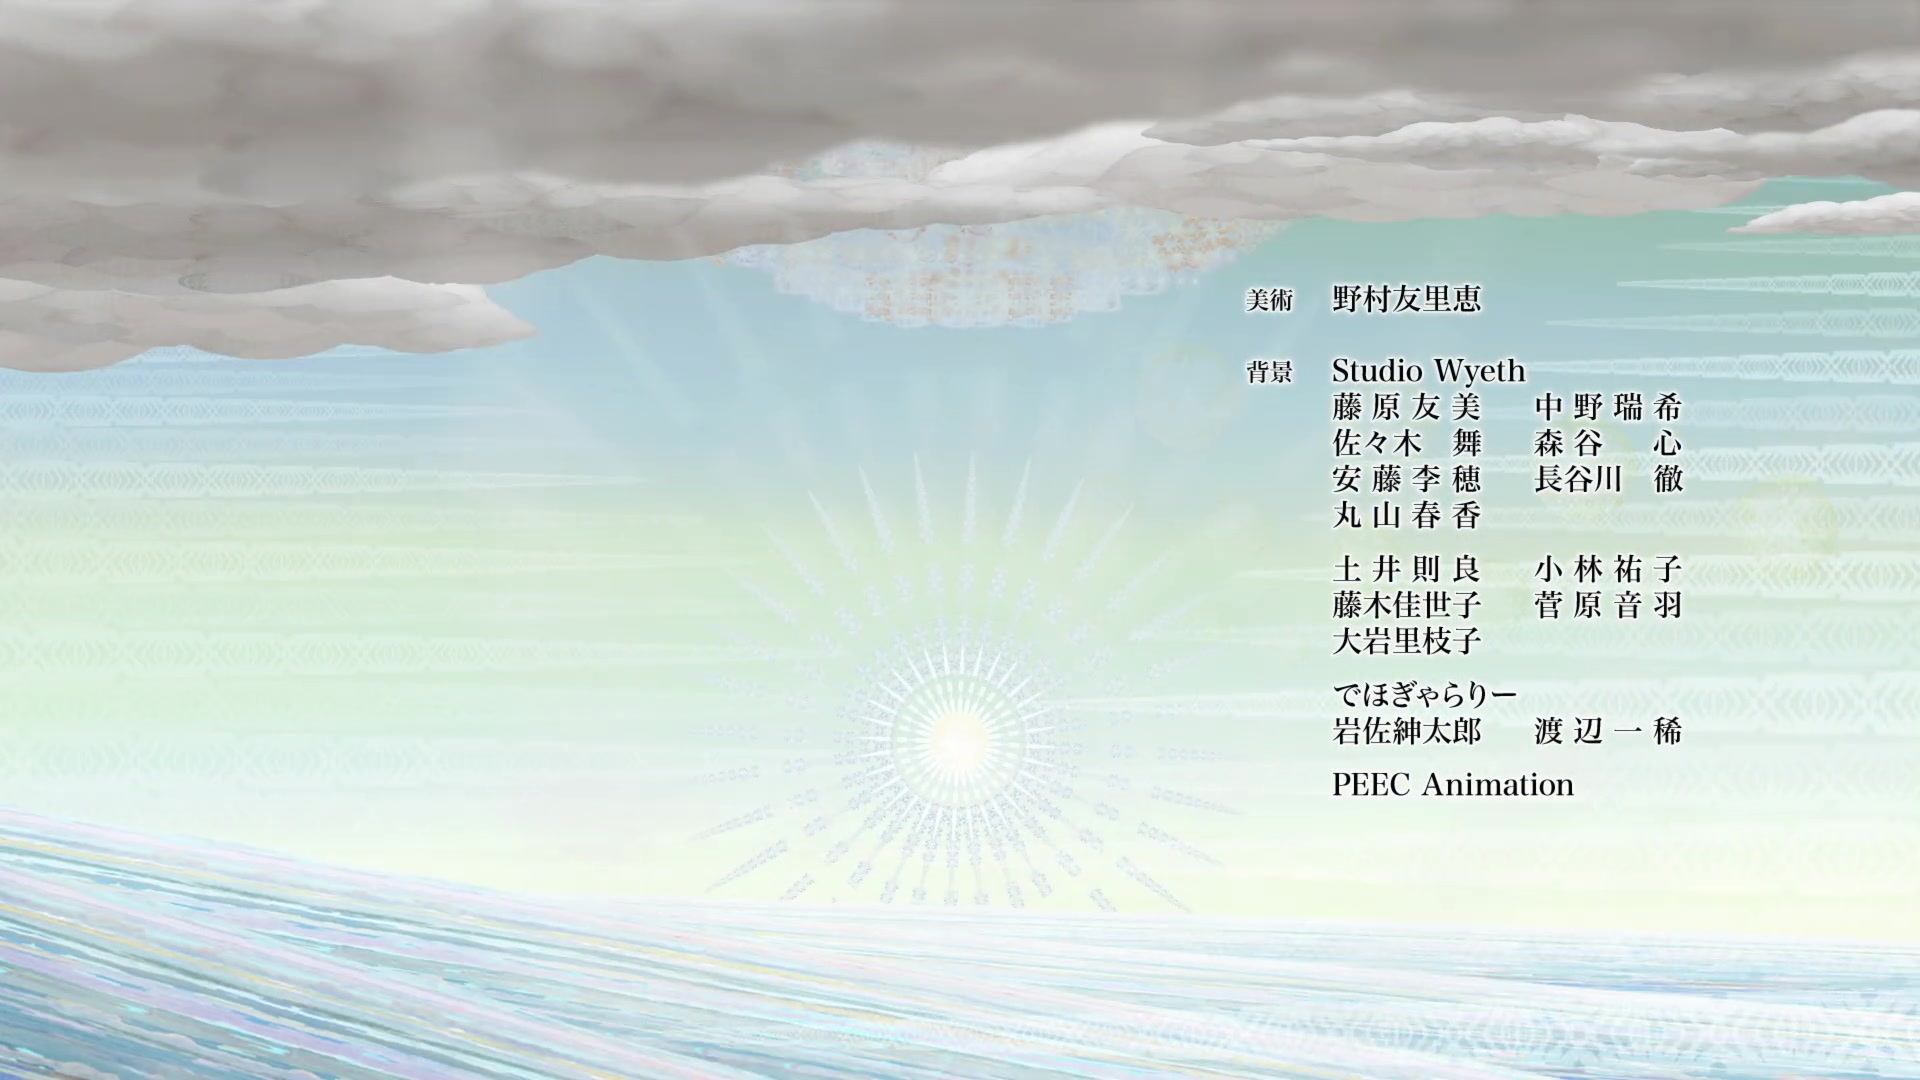 美術 野村友里恵
背景 Studio Wyeth
藤原友美 中野瑞希
佐々木 舞 森谷 心
安藤李穂 長谷川 徹
丸山春香
土井則良 小林祐子
藤木佳世子 菅原音羽
大岩里枝子
でほぎゃらりー
岩佐紳太郎 渡辺一稀
PEEC Animation